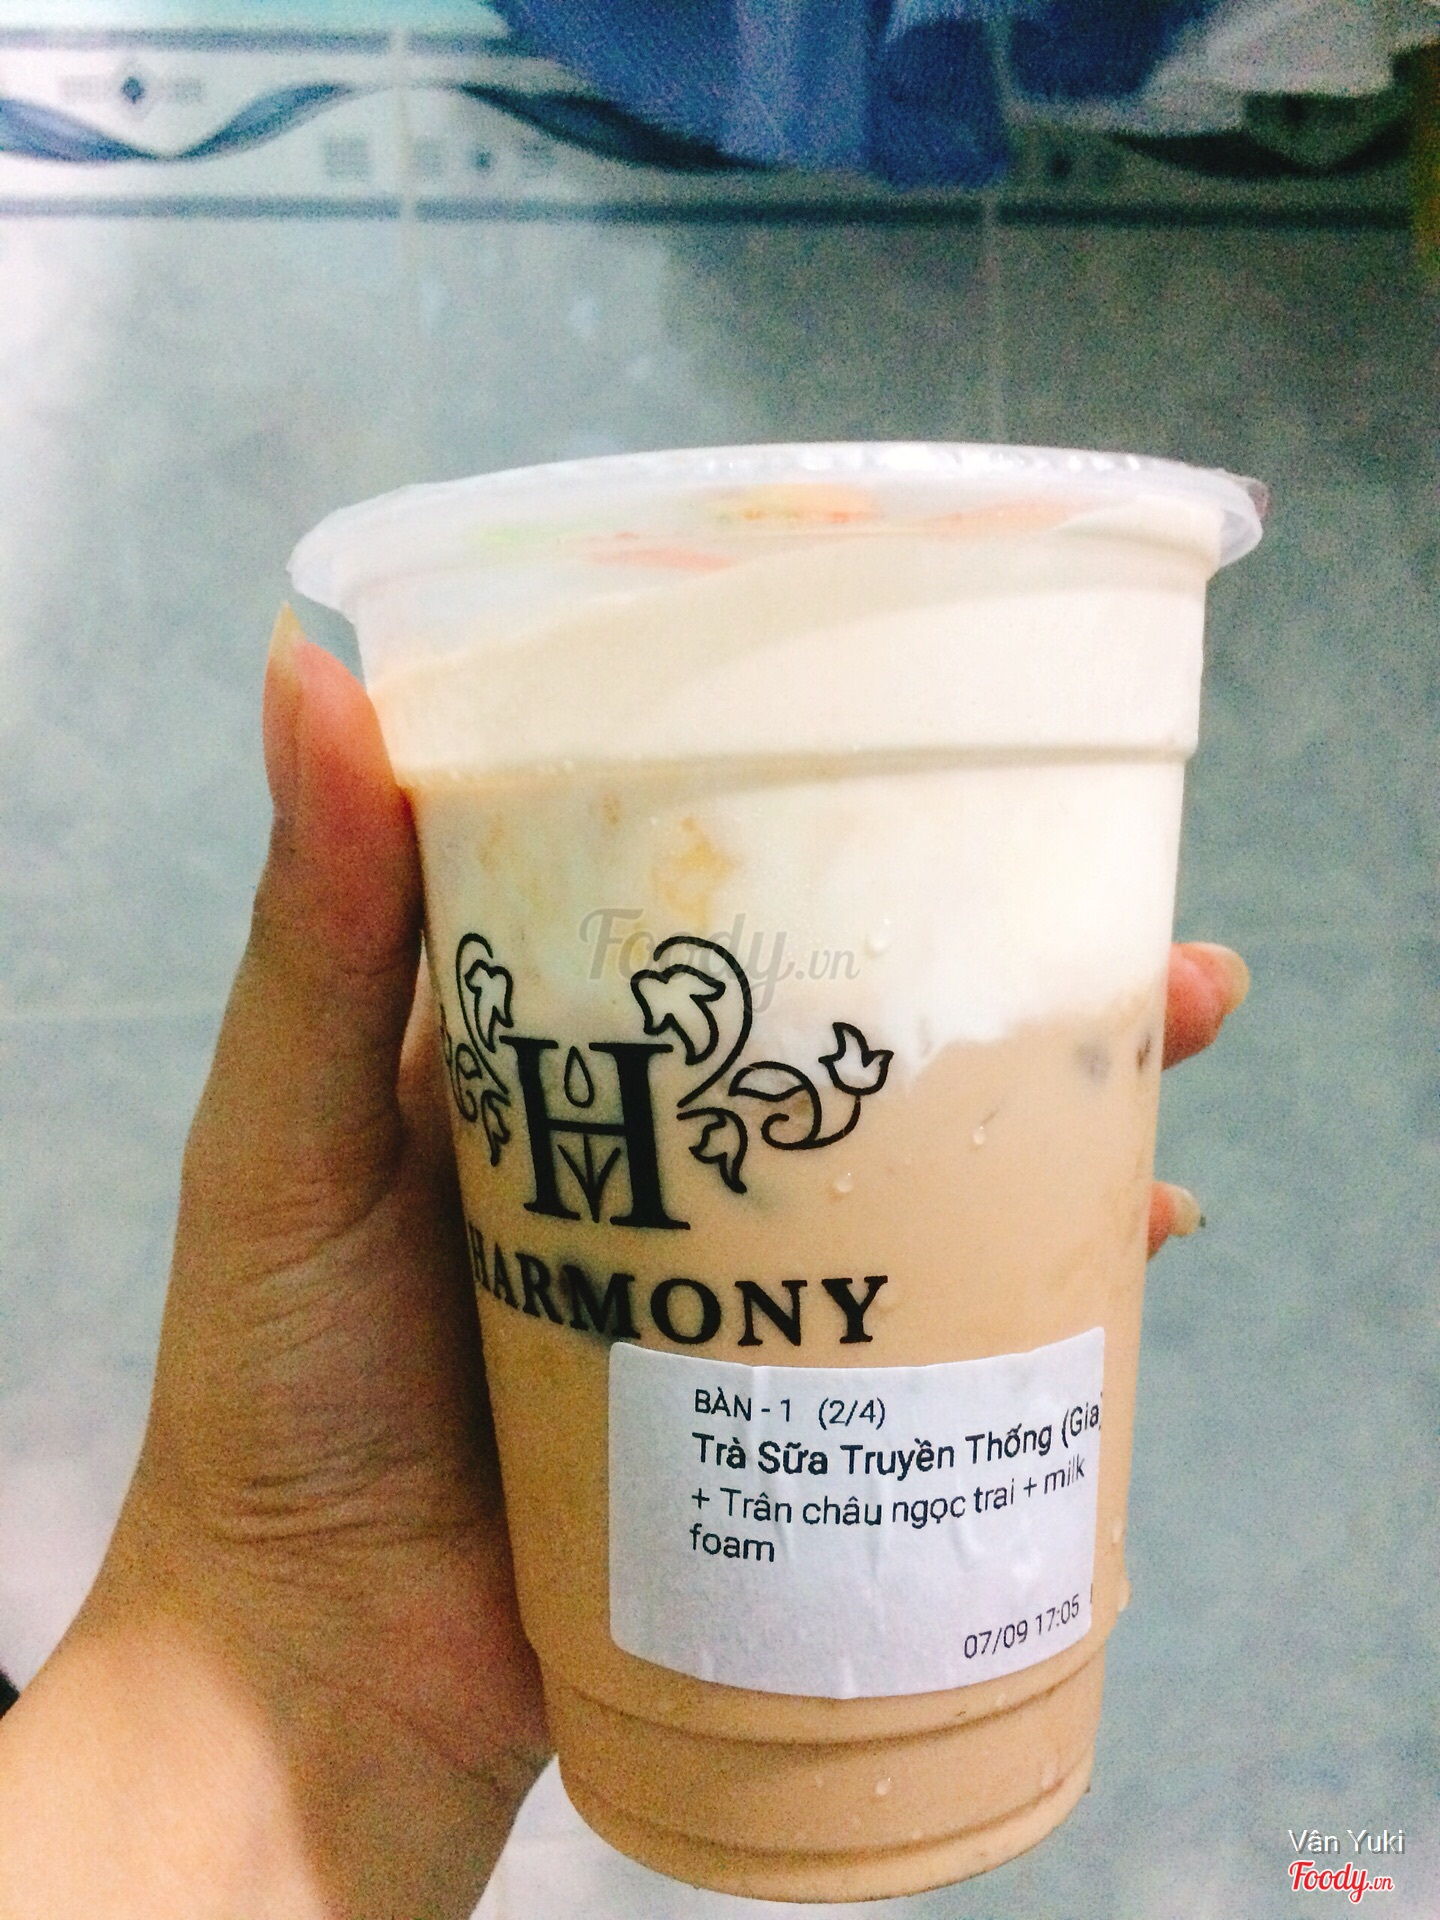 Foody.vn
H
HARMONY
BÀN - 1 (2/4)
Trà Sữa Truyền Thống (Gia)
+ Trân châu ngọc trai + milk
foam
07/09 17:05
Vân Yuki
Foody.vn